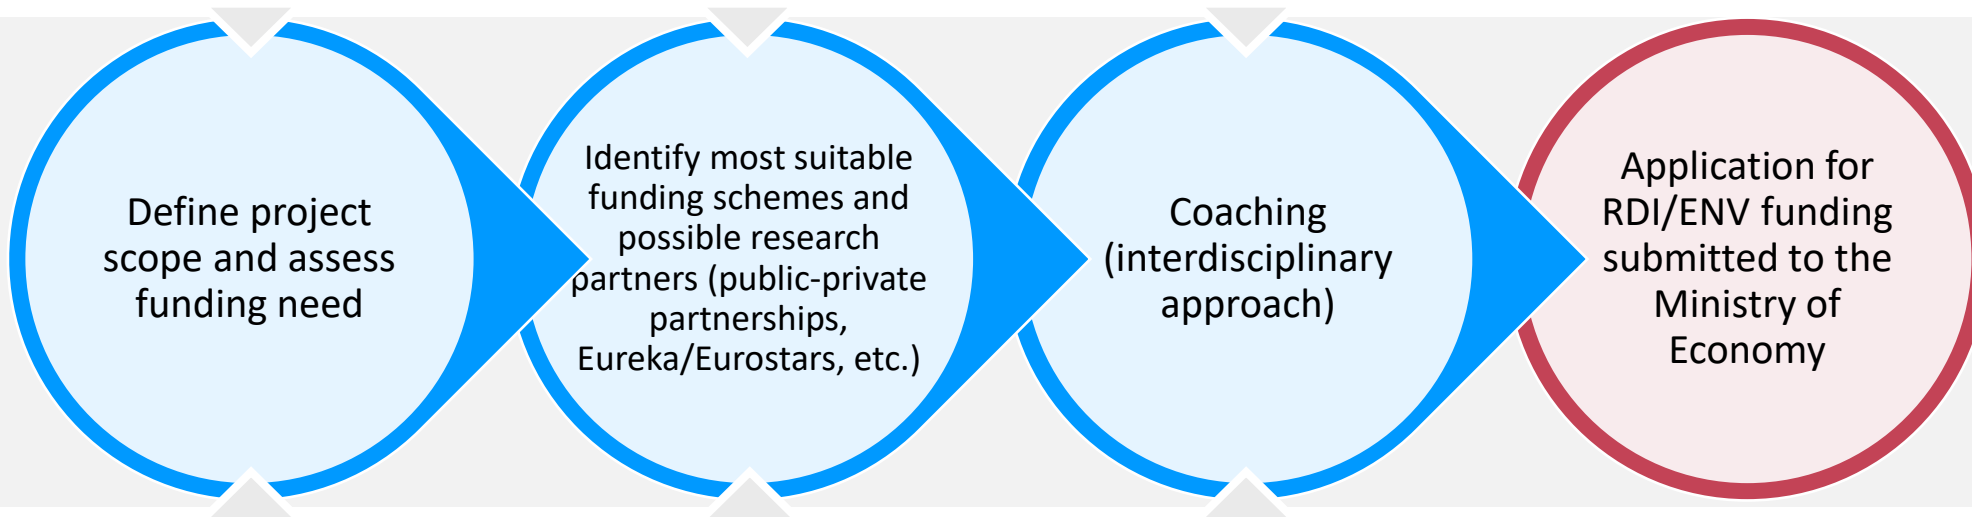 Define project
scope and assess
funding need
Identify most suitable
funding schemes and
possible research
partners (public-private
partnerships,
Eureka/Eurostars, etc.)
Coaching
(interdisciplinary
approach)
Application for
RDI/ENV funding
submitted to the
Ministry of
Economy